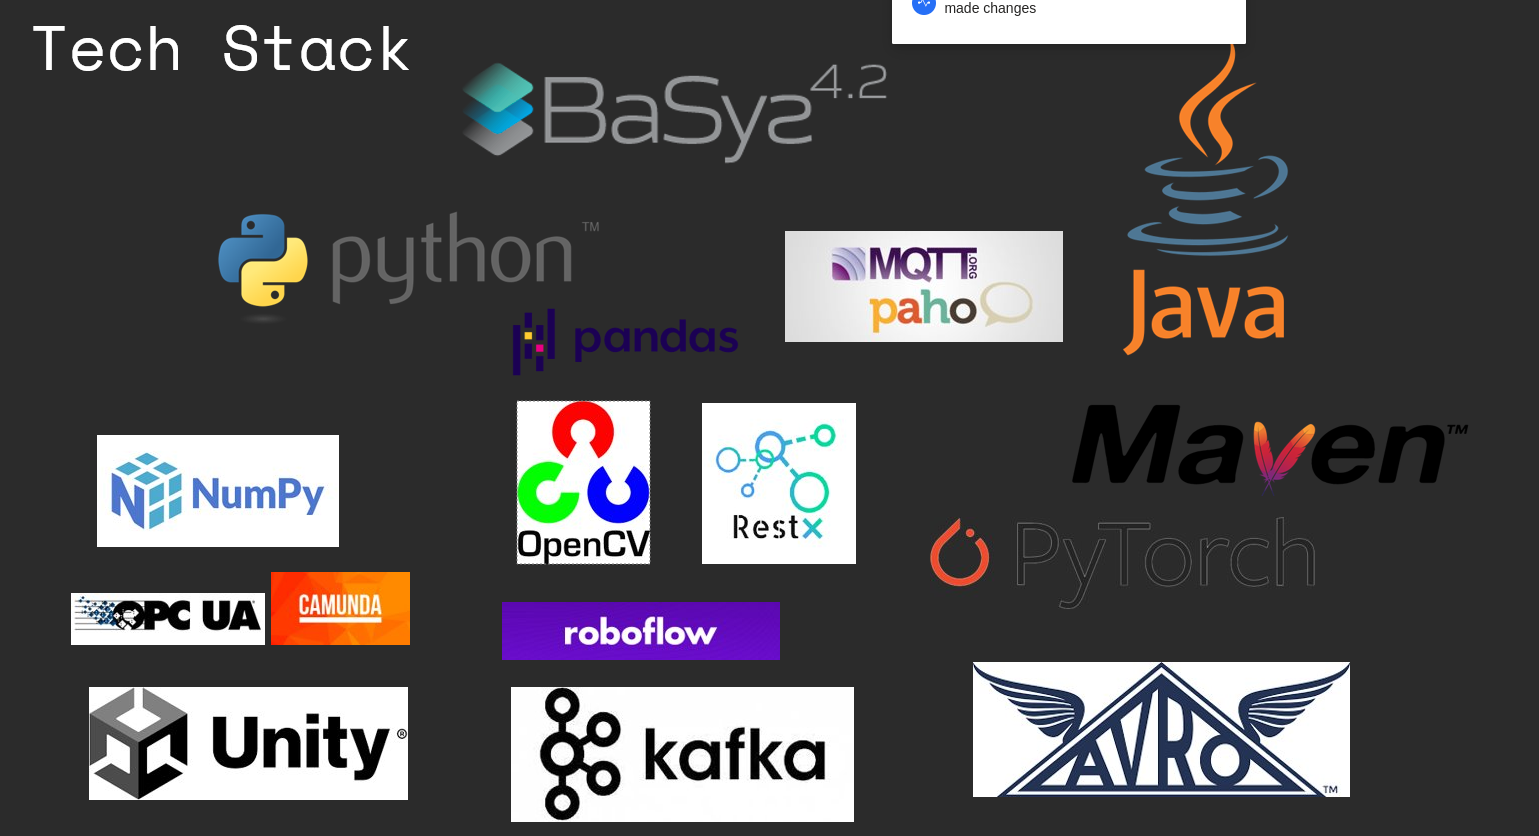 made changes
Tech Stack
BaSys 4.2
python™
MQTT.ORG
paho
Java
pandas
Maven™
NumPy
OpenCV
RestX
PyTorch
OPC UA
CAMUNDA
roboflow
Unity®
kafka
AVRO™